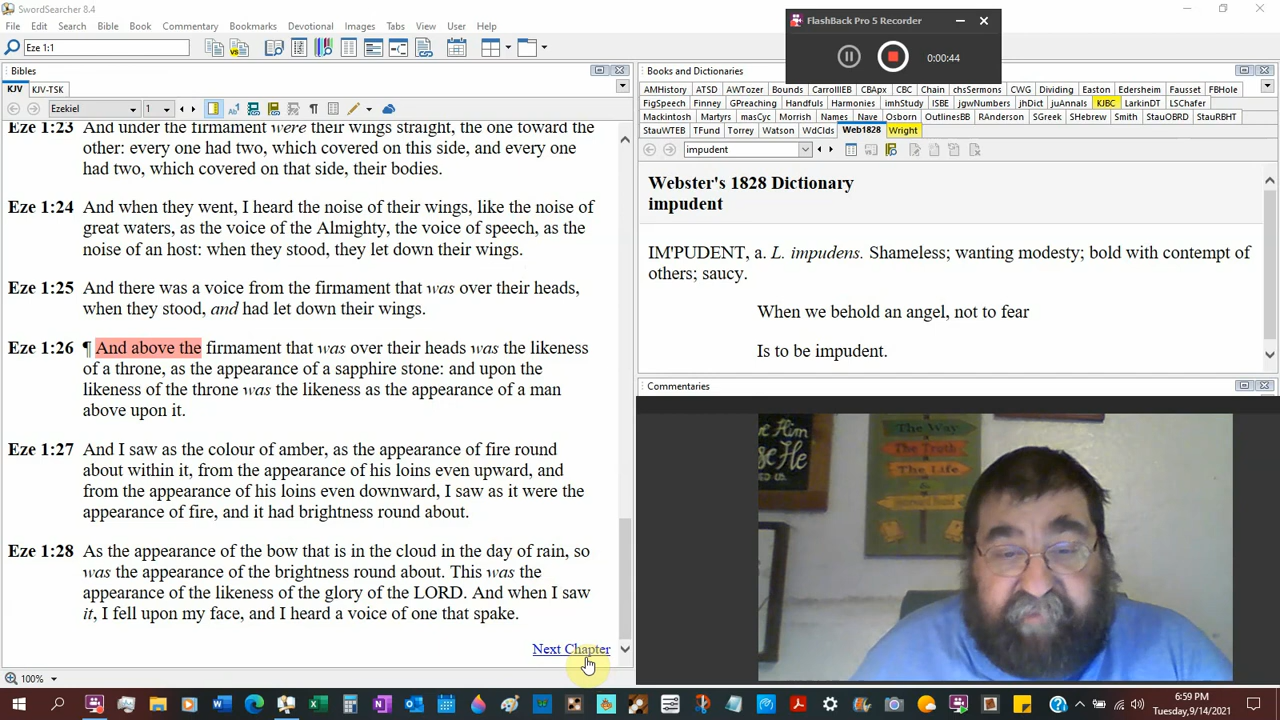 SwordSearcher 8.4
File Edit Search Bible Book Commentary Bookmarks Devotional Images Tabs View User Help
Eze 1:1
Bibles
KJV KJV-TSK
Ezekiel 1
Eze 1:23 And under the firmament were their wings straight, the one toward the
other: every one had two, which covered on this side, and every one
had two, which covered on that side, their bodies.
Eze 1:24 And when they went, I heard the noise of their wings, like the noise of
great waters, as the voice of the Almighty, the voice of speech, as the
noise of an host: when they stood, they let down their wings.
Eze 1:25 And there was a voice from the firmament that was over their heads,
when they stood, and had let down their wings.
Eze 1:26 ¶ And above the firmament that was over their heads was the likeness
of a throne, as the appearance of a sapphire stone: and upon the
likeness of the throne was the likeness as the appearance of a man
above upon it.
Eze 1:27 And I saw as the colour of amber, as the appearance of fire round
about within it, from the appearance of his loins even upward, and
from the appearance of his loins even downward, I saw as it were the
appearance of fire, and it had brightness round about.
Eze 1:28 As the appearance of the bow that is in the cloud in the day of rain, so
was the appearance of the brightness round about. This was the
appearance of the likeness of the glory of the LORD. And when I saw
it, I fell upon my face, and I heard a voice of one that spake.
Next Chapter
100%
FlashBack Pro 5 Recorder
0:00:44
Books and Dictionaries
AMHistory ATSD AWTozer Bounds CarrollEB CBApx CBC Chain chsSermons CWG Dividing Easton Edersheim Fausset FBHole
FigSpeech Finney GPreaching Handfuls Harmonies imhStudy ISBE jgwNumbers jhDict juAnnals KJBC LarkinDT LSChafer
Mackintosh Martyrs masCyc Morrish Names Nave Osborn OutlinesBB RAnderson SGreek SHebrew Smith StauOBRD StauRBHT
StauWEBD TFund Torrey Watson WdClds Web1828 Wright
impudent
Webster's 1828 Dictionary
impudent
IM'PUDENT, a. L. impudens. Shameless; wanting modesty; bold with contempt of
others; saucy.
When we behold an angel, not to fear
Is to be impudent.
Commentaries
The Way
The Truth
The Life
6:59 PM
Tuesday,9/14/2021